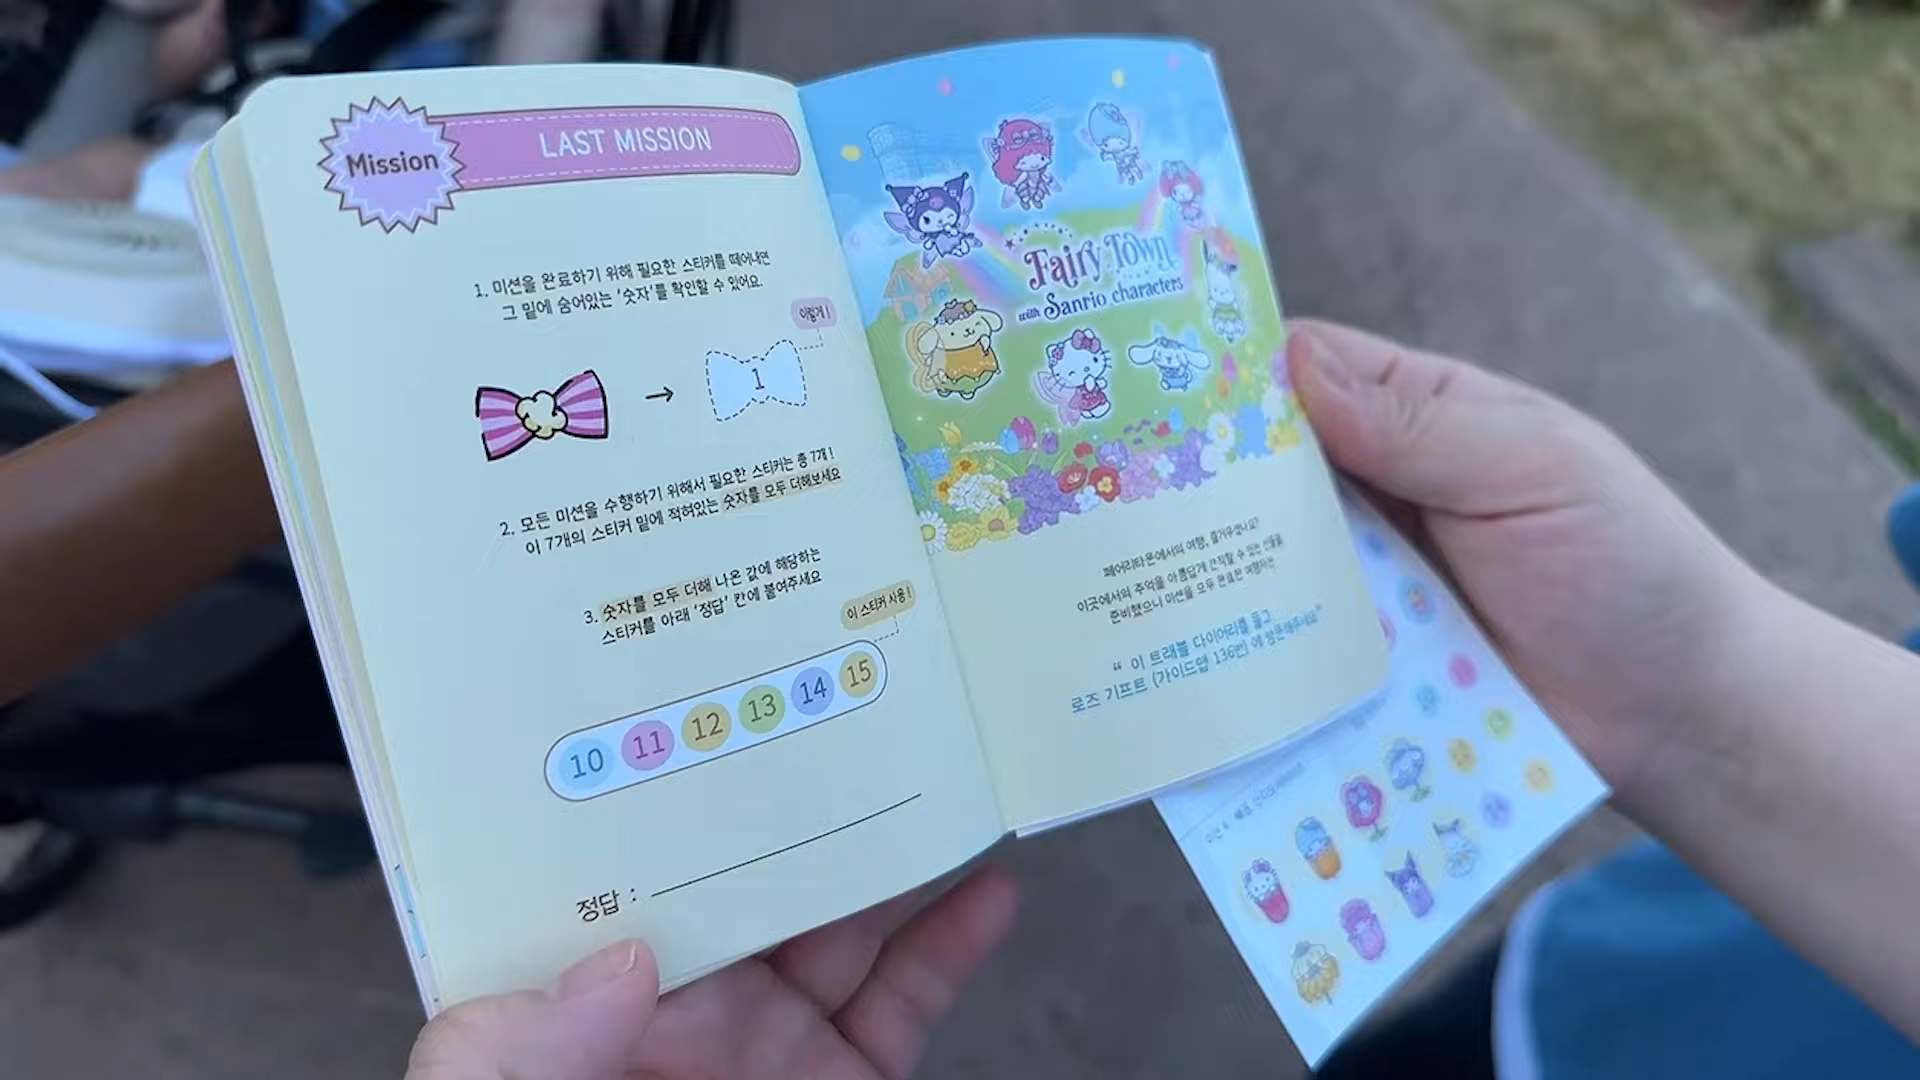 Mission
LAST MISSION
1. 미션을 완료하기 위해 필요한 스티커를 떼어내면
그 밑에 숨어있는 '숫자'를 확인할 수 있어요.
이렇게!
→
1
2. 모든 미션을 수행하기 위해서 필요한 스티커는 총 7개!
이 7개의 스티커 밑에 적혀있는 숫자를 모두 더해보세요
3. 숫자를 모두 더해 나온 값에 해당하는
스티커를 아래 '정답' 칸에 붙여주세요
이 스티커 사용!
10 11 12 13 14 15
정답 :
Fairy Town
with Sanrio characters
페어리타운에서의 여행, 즐거우셨나요?
이곳에서의 추억을 아름답게 간직할 수 있는 선물을
준비했으니 미션을 모두 완료한 여행자는
“ 이 트래블 다이어리를 들고
로즈 기프트 (가이드맵 136번) 에 방문해주세요”